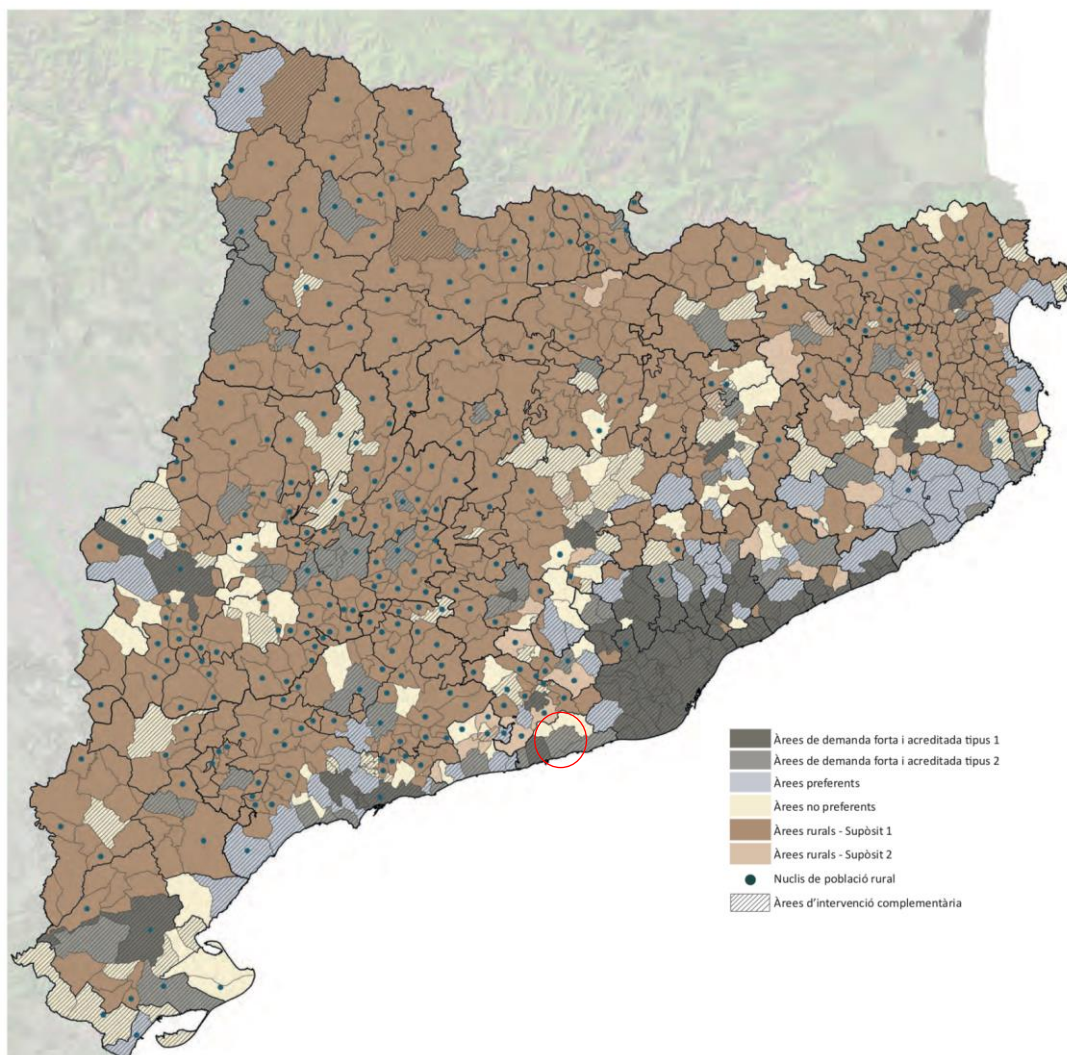 Àrees de demanda forta i acreditada tipus 1
Àrees de demanda forta i acreditada tipus 2
Àrees preferents
Àrees no preferents
Àrees rurals - Supòsit 1
Àrees rurals - Supòsit 2
Nuclis de població rural
Àrees d'intervenció complementària